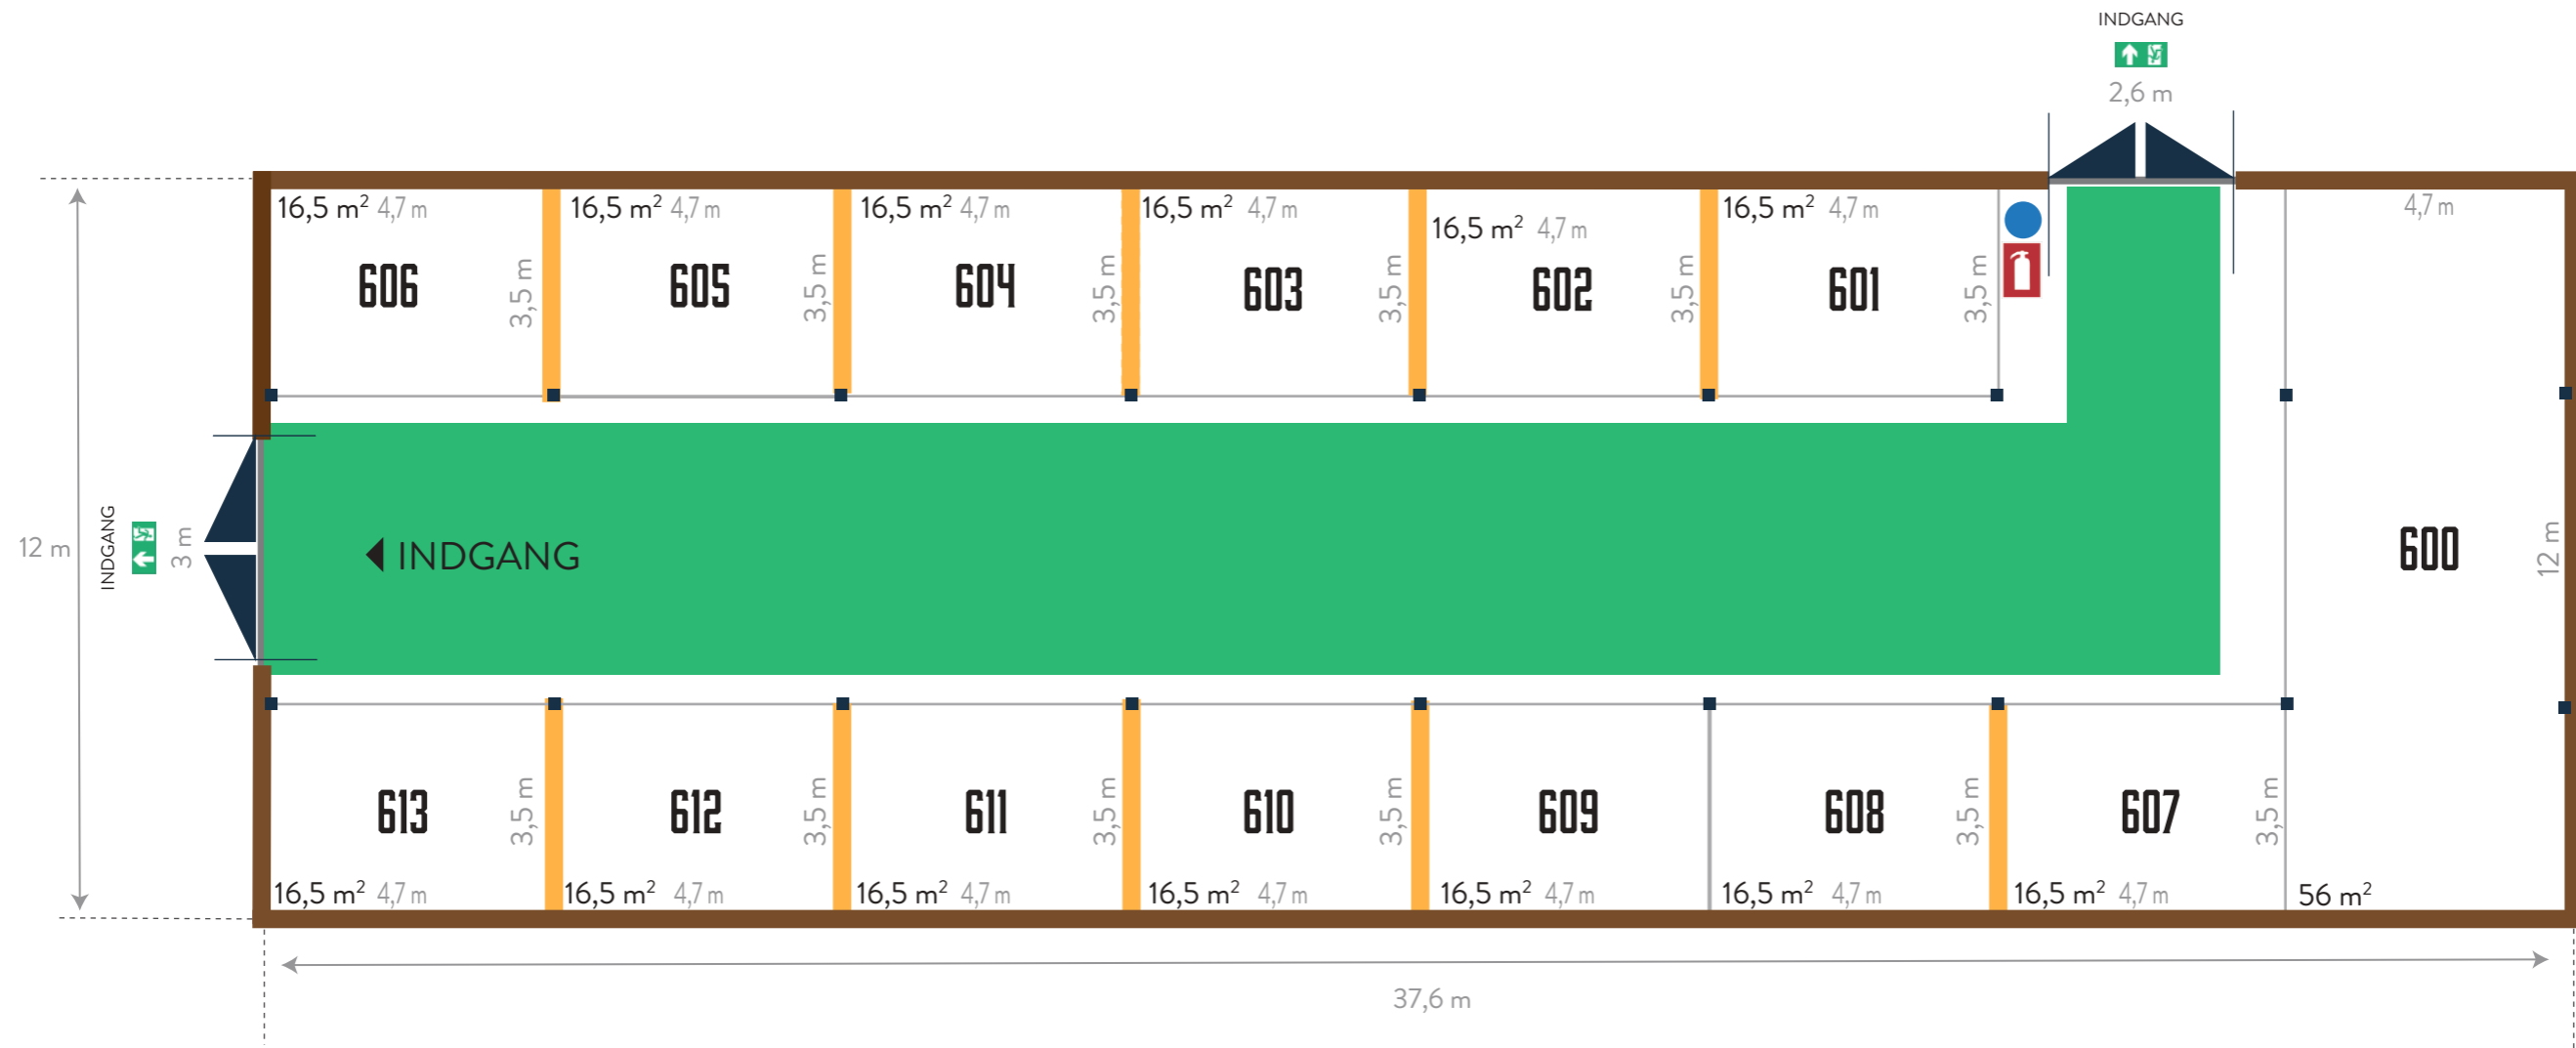 INDGANG
2,6 m
16,5 m² 4,7 m
16,5 m² 4,7 m
16,5 m² 4,7 m
16,5 m² 4,7 m
16,5 m² 4,7 m
16,5 m² 4,7 m
4,7 m
606
3,5 m
605
3,5 m
604
3,5 m
603
3,5 m
602
3,5 m
601
3,5 m
12 m
INDGANG
3 m
INDGANG
600
12 m
613
3,5 m
612
3,5 m
611
3,5 m
610
3,5 m
609
608
3,5 m
607
3,5 m
16,5 m² 4,7 m
16,5 m² 4,7 m
16,5 m² 4,7 m
16,5 m² 4,7 m
16,5 m² 4,7 m
16,5 m² 4,7 m
16,5 m² 4,7 m
56 m²
37,6 m